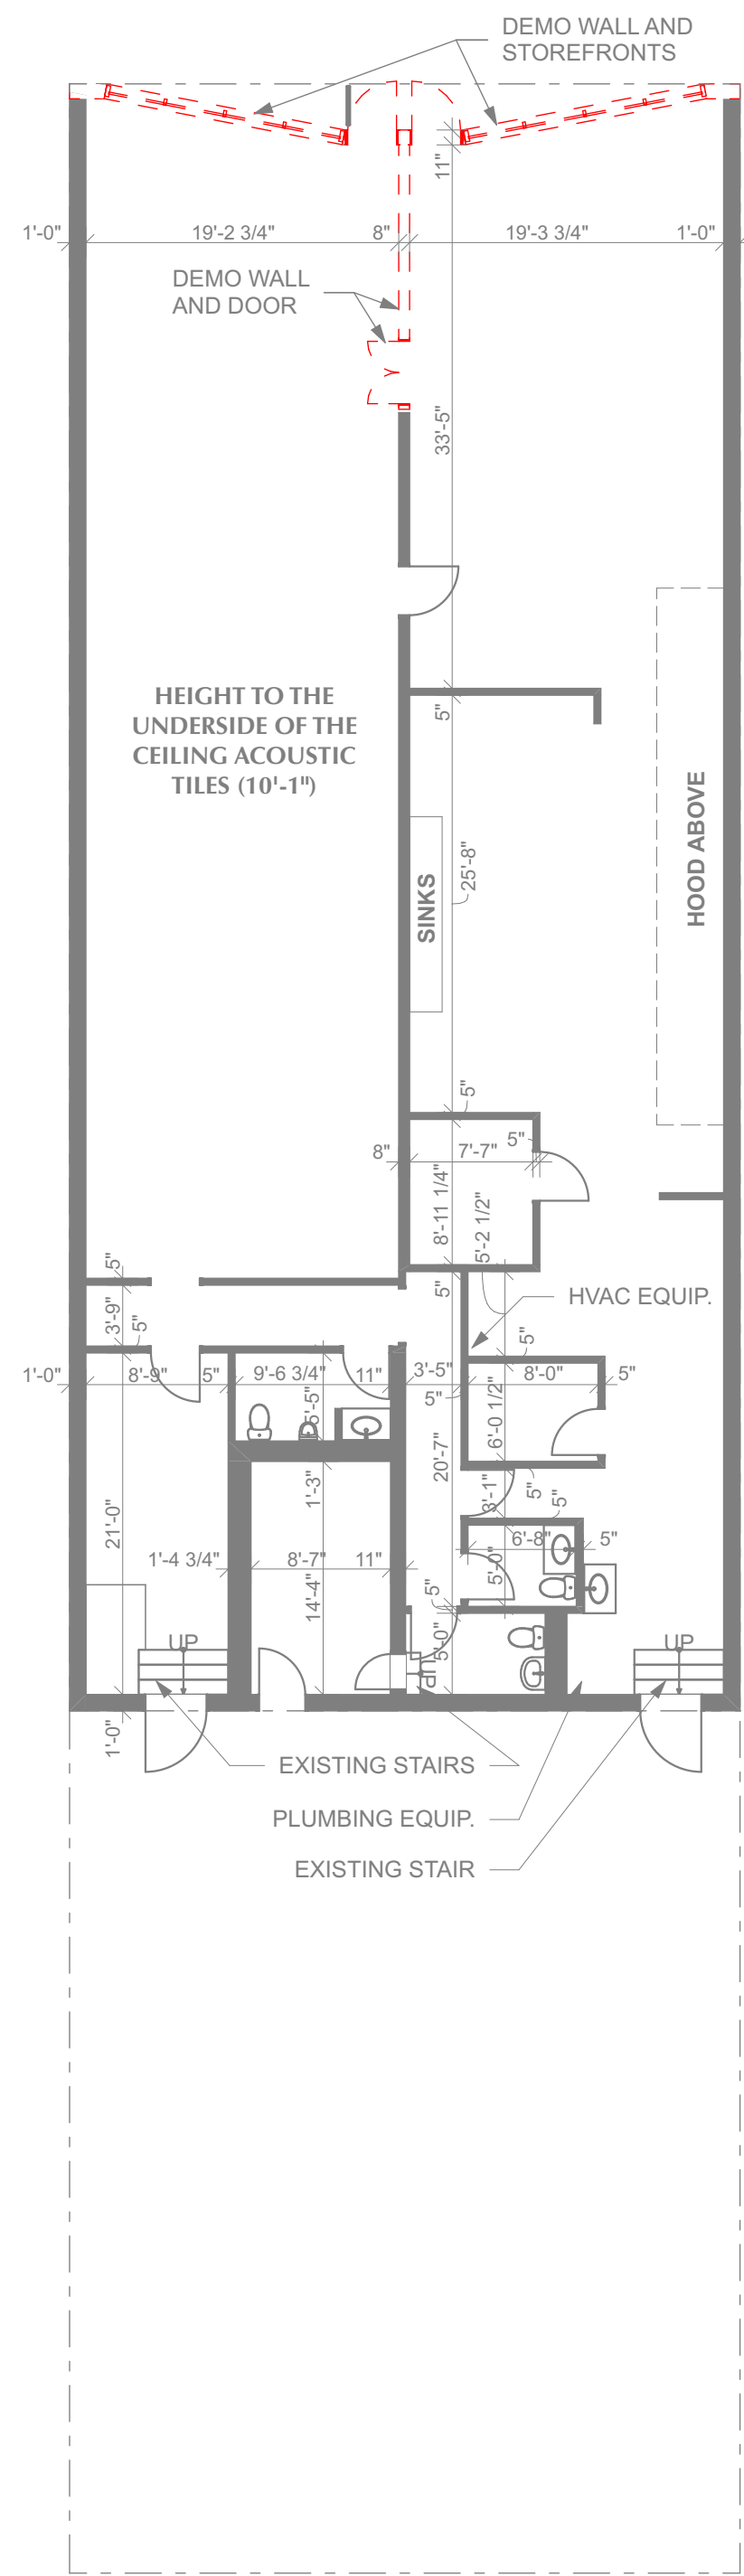 DEMO WALL AND
STOREFRONTS
11"
1'-0"
19'-2 3/4"
8"
19'-3 3/4"
1'-0"
DEMO WALL
AND DOOR
33'-5"
HEIGHT TO THE
UNDERSIDE OF THE
CEILING ACOUSTIC
TILES (10'-1")
5"
HOOD ABOVE
SINKS
25'-8"
5"
8"
7'-7"
5"
8'-11 1/4"
5'-2 1/2"
5"
3'-9"
5"
5"
HVAC EQUIP.
5"
1'-0"
8'-9"
5"
9'-6 3/4"
11"
3'-5"
5"
8'-0"
5"
5'-5"
6'-0 1/2"
20'-7"
1'-3"
3'-1"
5"
5"
21'-0"
6'-8"
5"
1'-4 3/4"
8'-7"
11"
14'-4"
5'-0"
5"
5'-0"
UP
UP
UP
1'-0"
EXISTING STAIRS
PLUMBING EQUIP.
EXISTING STAIR